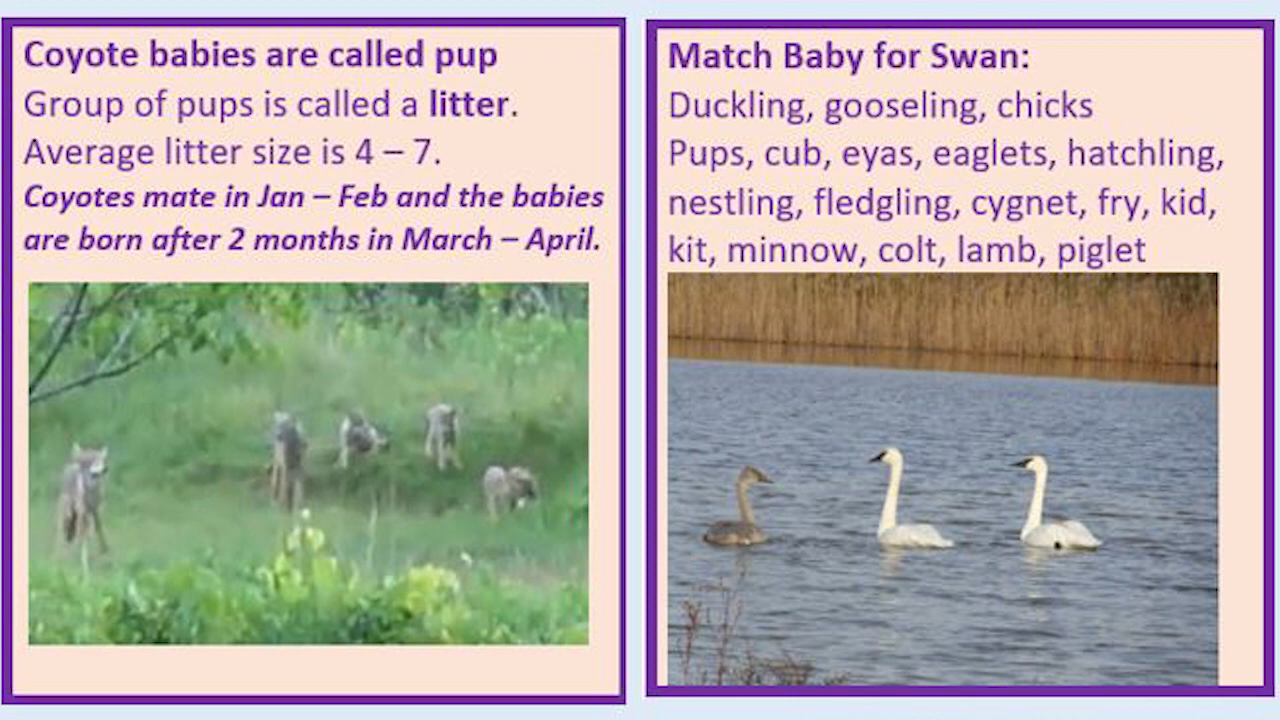 Coyote babies are called pup
Group of pups is called a litter.
Average litter size is 4 – 7.
Coyotes mate in Jan – Feb and the babies
are born after 2 months in March – April.
Match Baby for Swan:
Duckling, gooseling, chicks
Pups, cub, eyas, eaglets, hatchling,
nestling, fledgling, cygnet, fry, kid,
kit, minnow, colt, lamb, piglet